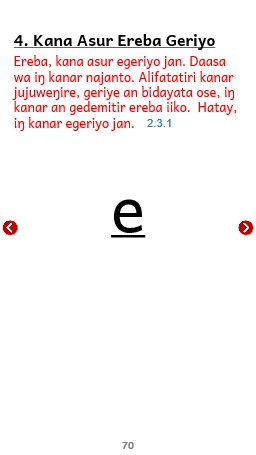 4. Kana Asur Ereba Geriyo
Ereba, kana asur egeriyo jan. Daasa
wa iŋ kanar najanto. Alifatatiri kanar
jujuweŋire, geriye an bidayata ose, iŋ
kanar an gedemitir ereba iiko. Hatay,
iŋ kanar egeriyo jan. 2.3.1
e
70